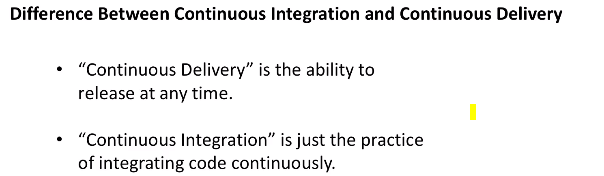 Difference Between Continuous Integration and Continuous Delivery
• “Continuous Delivery” is the ability to
release at any time.
• “Continuous Integration” is just the practice
of integrating code continuously.